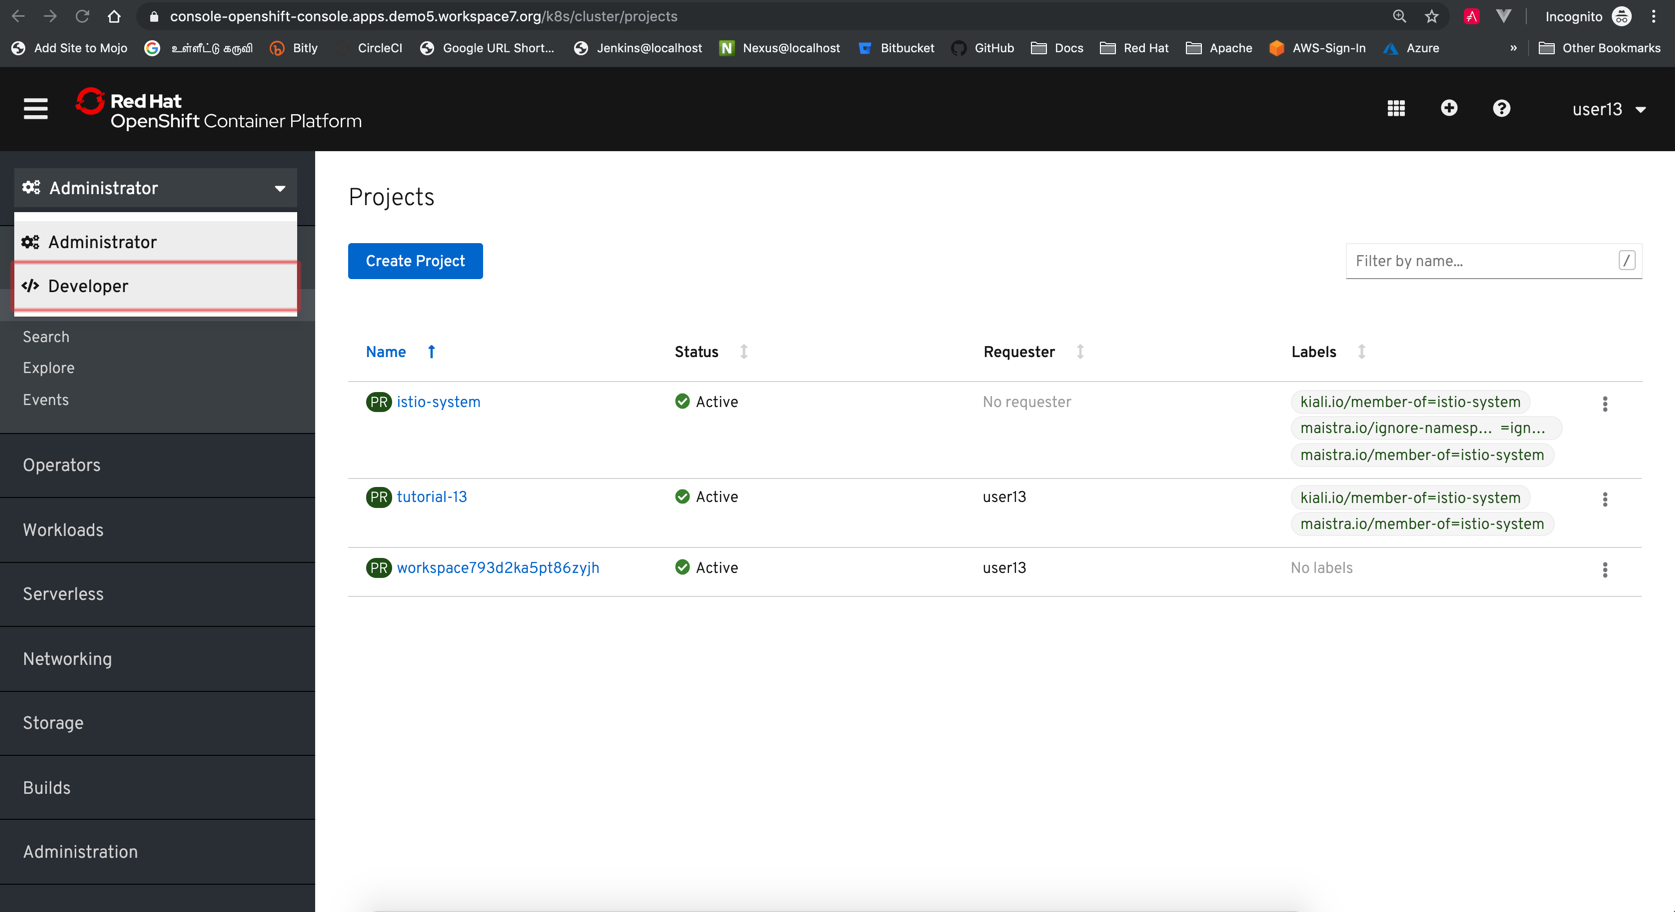 console-openshift-console.apps.demo5.workspace7.org/k8s/cluster/projects
Incognito
Add Site to Mojo
உள்ளீட்டு கருவி
Bitly
CircleCI
Google URL Short...
Jenkins@localhost
Nexus@localhost
Bitbucket
GitHub
Docs
Red Hat
Apache
AWS-Sign-In
Azure
»
Other Bookmarks
Red Hat
OpenShift Container Platform
user13
Administrator
Administrator
Developer
Search
Explore
Events
Operators
Workloads
Serverless
Networking
Storage
Builds
Administration
Projects
Create Project
Filter by name...
/
Name
Status
Requester
Labels
PR istio-system
Active
No requester
kiali.io/member-of=istio-system
maistra.io/ignore-namesp... =ign...
maistra.io/member-of=istio-system
PR tutorial-13
Active
user13
kiali.io/member-of=istio-system
maistra.io/member-of=istio-system
PR workspace793d2ka5pt86zyjh
Active
user13
No labels